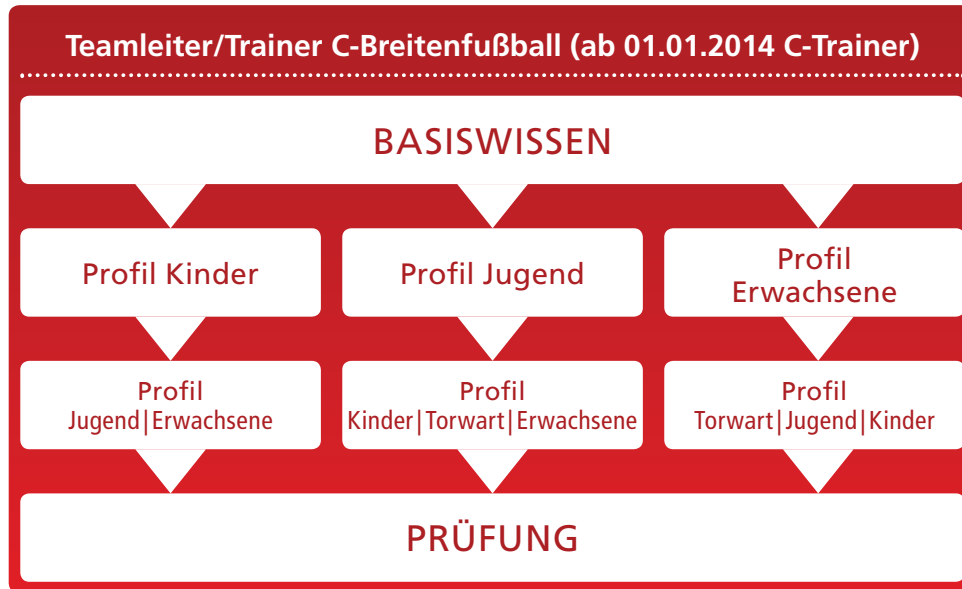 Teamleiter/Trainer C-Breitenfußball (ab 01.01.2014 C-Trainer)
BASISWISSEN
Profil Kinder
Profil Jugend
Profil
Erwachsene
Profil
Jugend|Erwachsene
Profil
Kinder|Torwart|Erwachsene
Profil
Torwart|Jugend|Kinder
PRÜFUNG